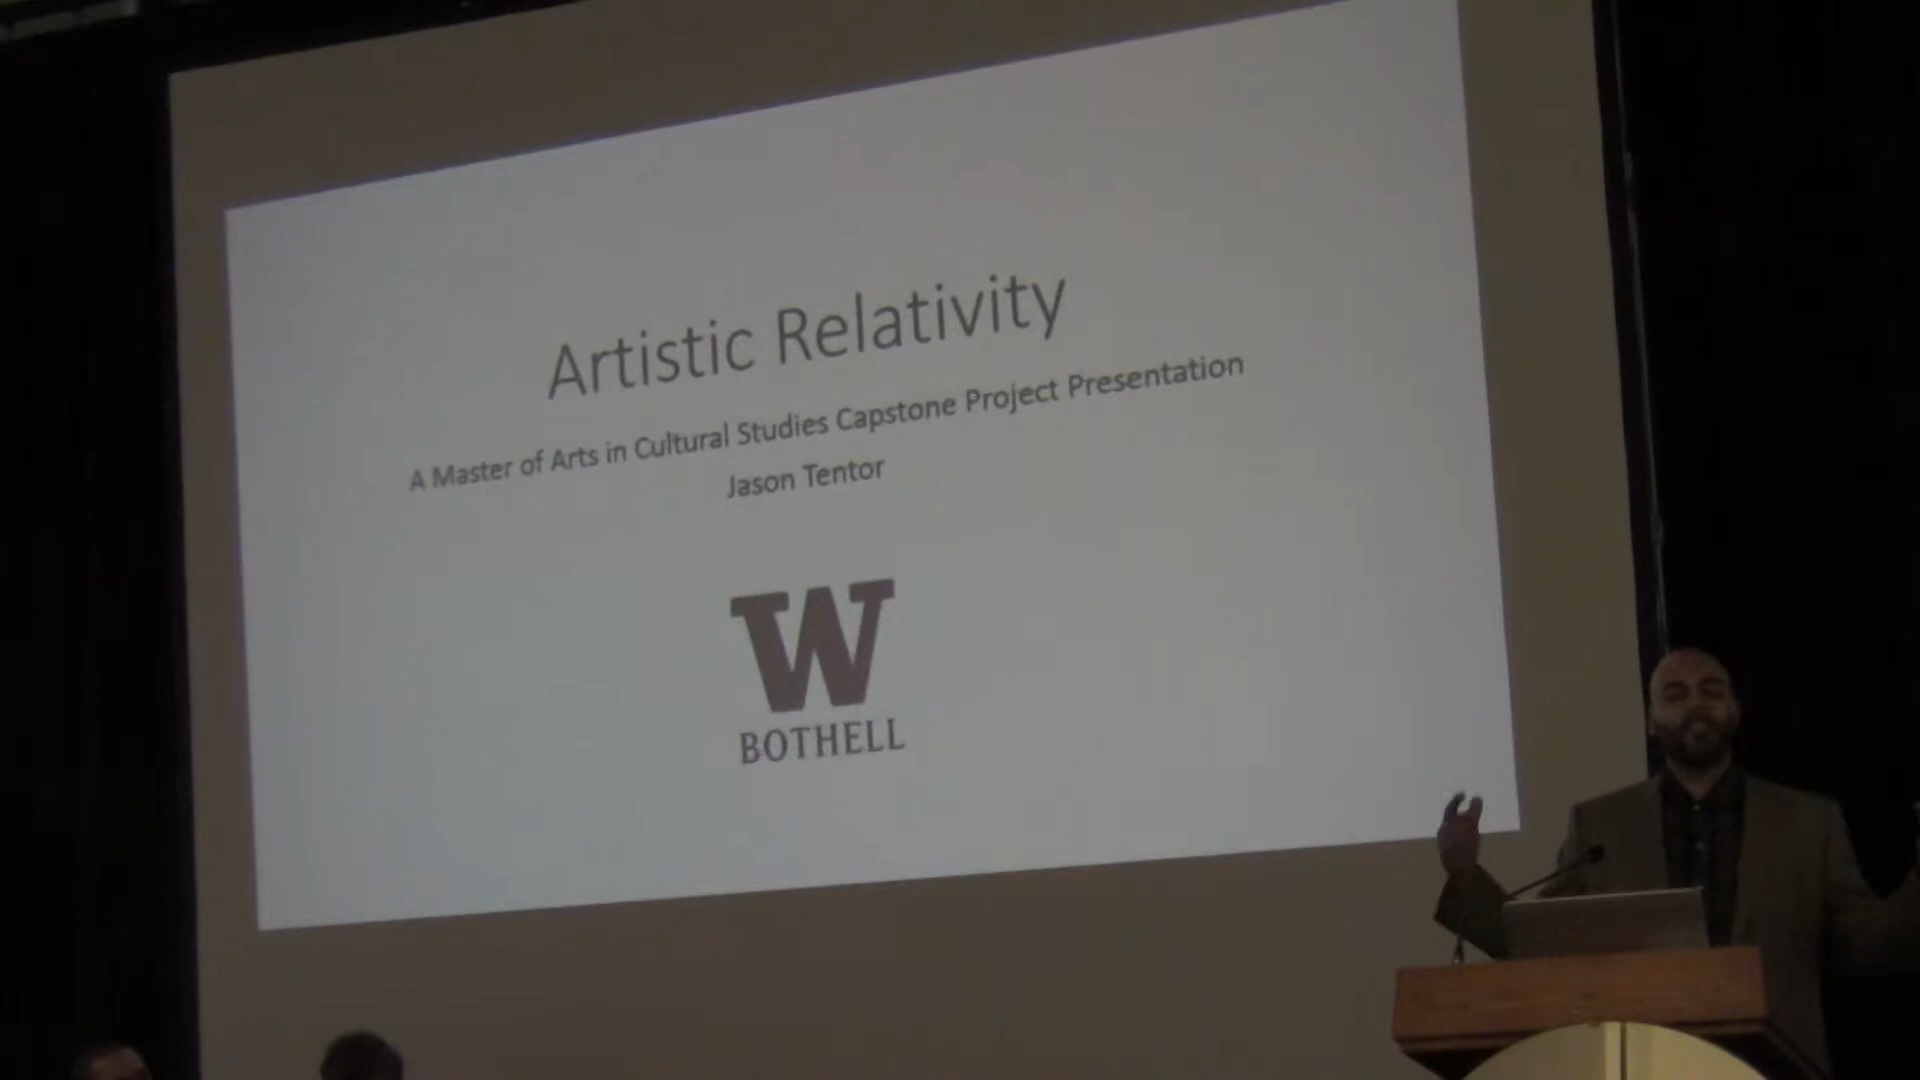 Artistic Relativity
A Master of Arts in Cultural Studies Capstone Project Presentation
Jason Tentor
W
BOTHELL